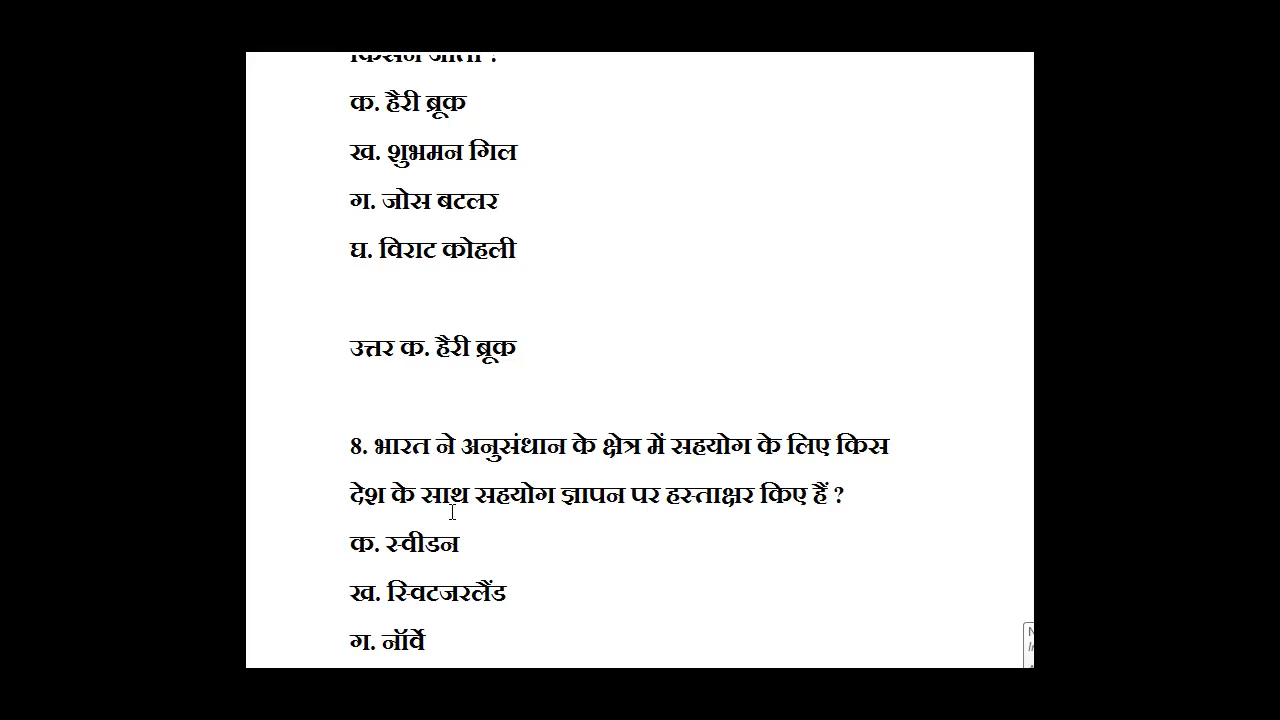 क. हैरी ब्रूक
ख. शुभमन गिल
ग. जोस बटलर
घ. विराट कोहली
उत्तर क. हैरी ब्रूक
8. भारत ने अनुसंधान के क्षेत्र में सहयोग के लिए किस
देश के साथ सहयोग ज्ञापन पर हस्ताक्षर किए हैं ?
क. स्वीडन
ख. स्विटजरलैंड
ग. नॉर्वे